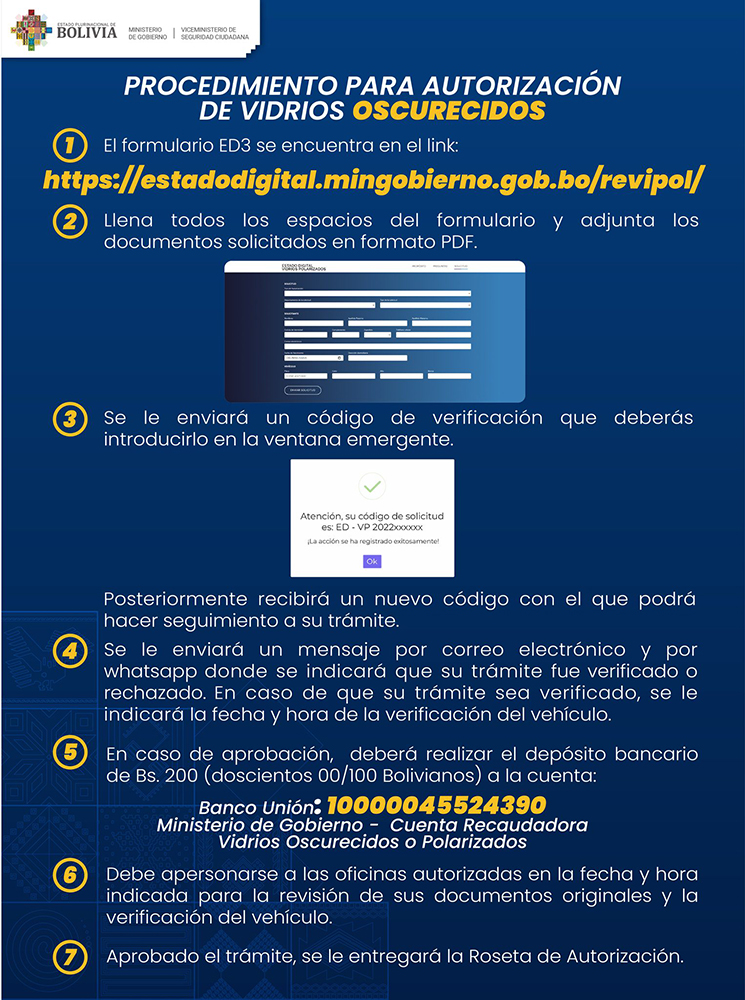 ESTADO PLURINACIONAL DE
BOLIVIA
MINISTERIO
DE GOBIERNO
VICEMINISTERIO DE
SEGURIDAD CIUDADANA
PROCEDIMIENTO PARA AUTORIZACIÓN
DE VIDRIOS OSCURECIDOS
1 El formulario ED3 se encuentra en el link:
https://estadodigital.mingobierno.gob.bo/revipol/
2 Llena todos los espacios del formulario y adjunta los
documentos solicitados en formato PDF.
ESTADO DIGITAL
VIDRIOS POLARIZADOS
3 Se le enviará un código de verificación que deberás
introducirlo en la ventana emergente.
Atención, su código de solicitud
es: ED - VP 2022xxxxxx
¡La acción se ha registrado exitosamente!
Ok
Posteriormente recibirá un nuevo código con el que podrá
hacer seguimiento a su trámite.
4 Se le enviará un mensaje por correo electrónico y por
whatsapp donde se indicará que su trámite fue verificado o
rechazado. En caso de que su trámite sea verificado, se le
indicará la fecha y hora de la verificación del vehículo.
5 En caso de aprobación, deberá realizar el depósito bancario
de Bs. 200 (doscientos 00/100 Bolivianos) a la cuenta:
Banco Unión: 10000045524390
Ministerio de Gobierno - Cuenta Recaudadora
Vidrios Oscurecidos o Polarizados
6 Debe apersonarse a las oficinas autorizadas en la fecha y hora
indicada para la revisión de sus documentos originales y la
verificación del vehículo.
7 Aprobado el trámite, se le entregará la Roseta de Autorización.